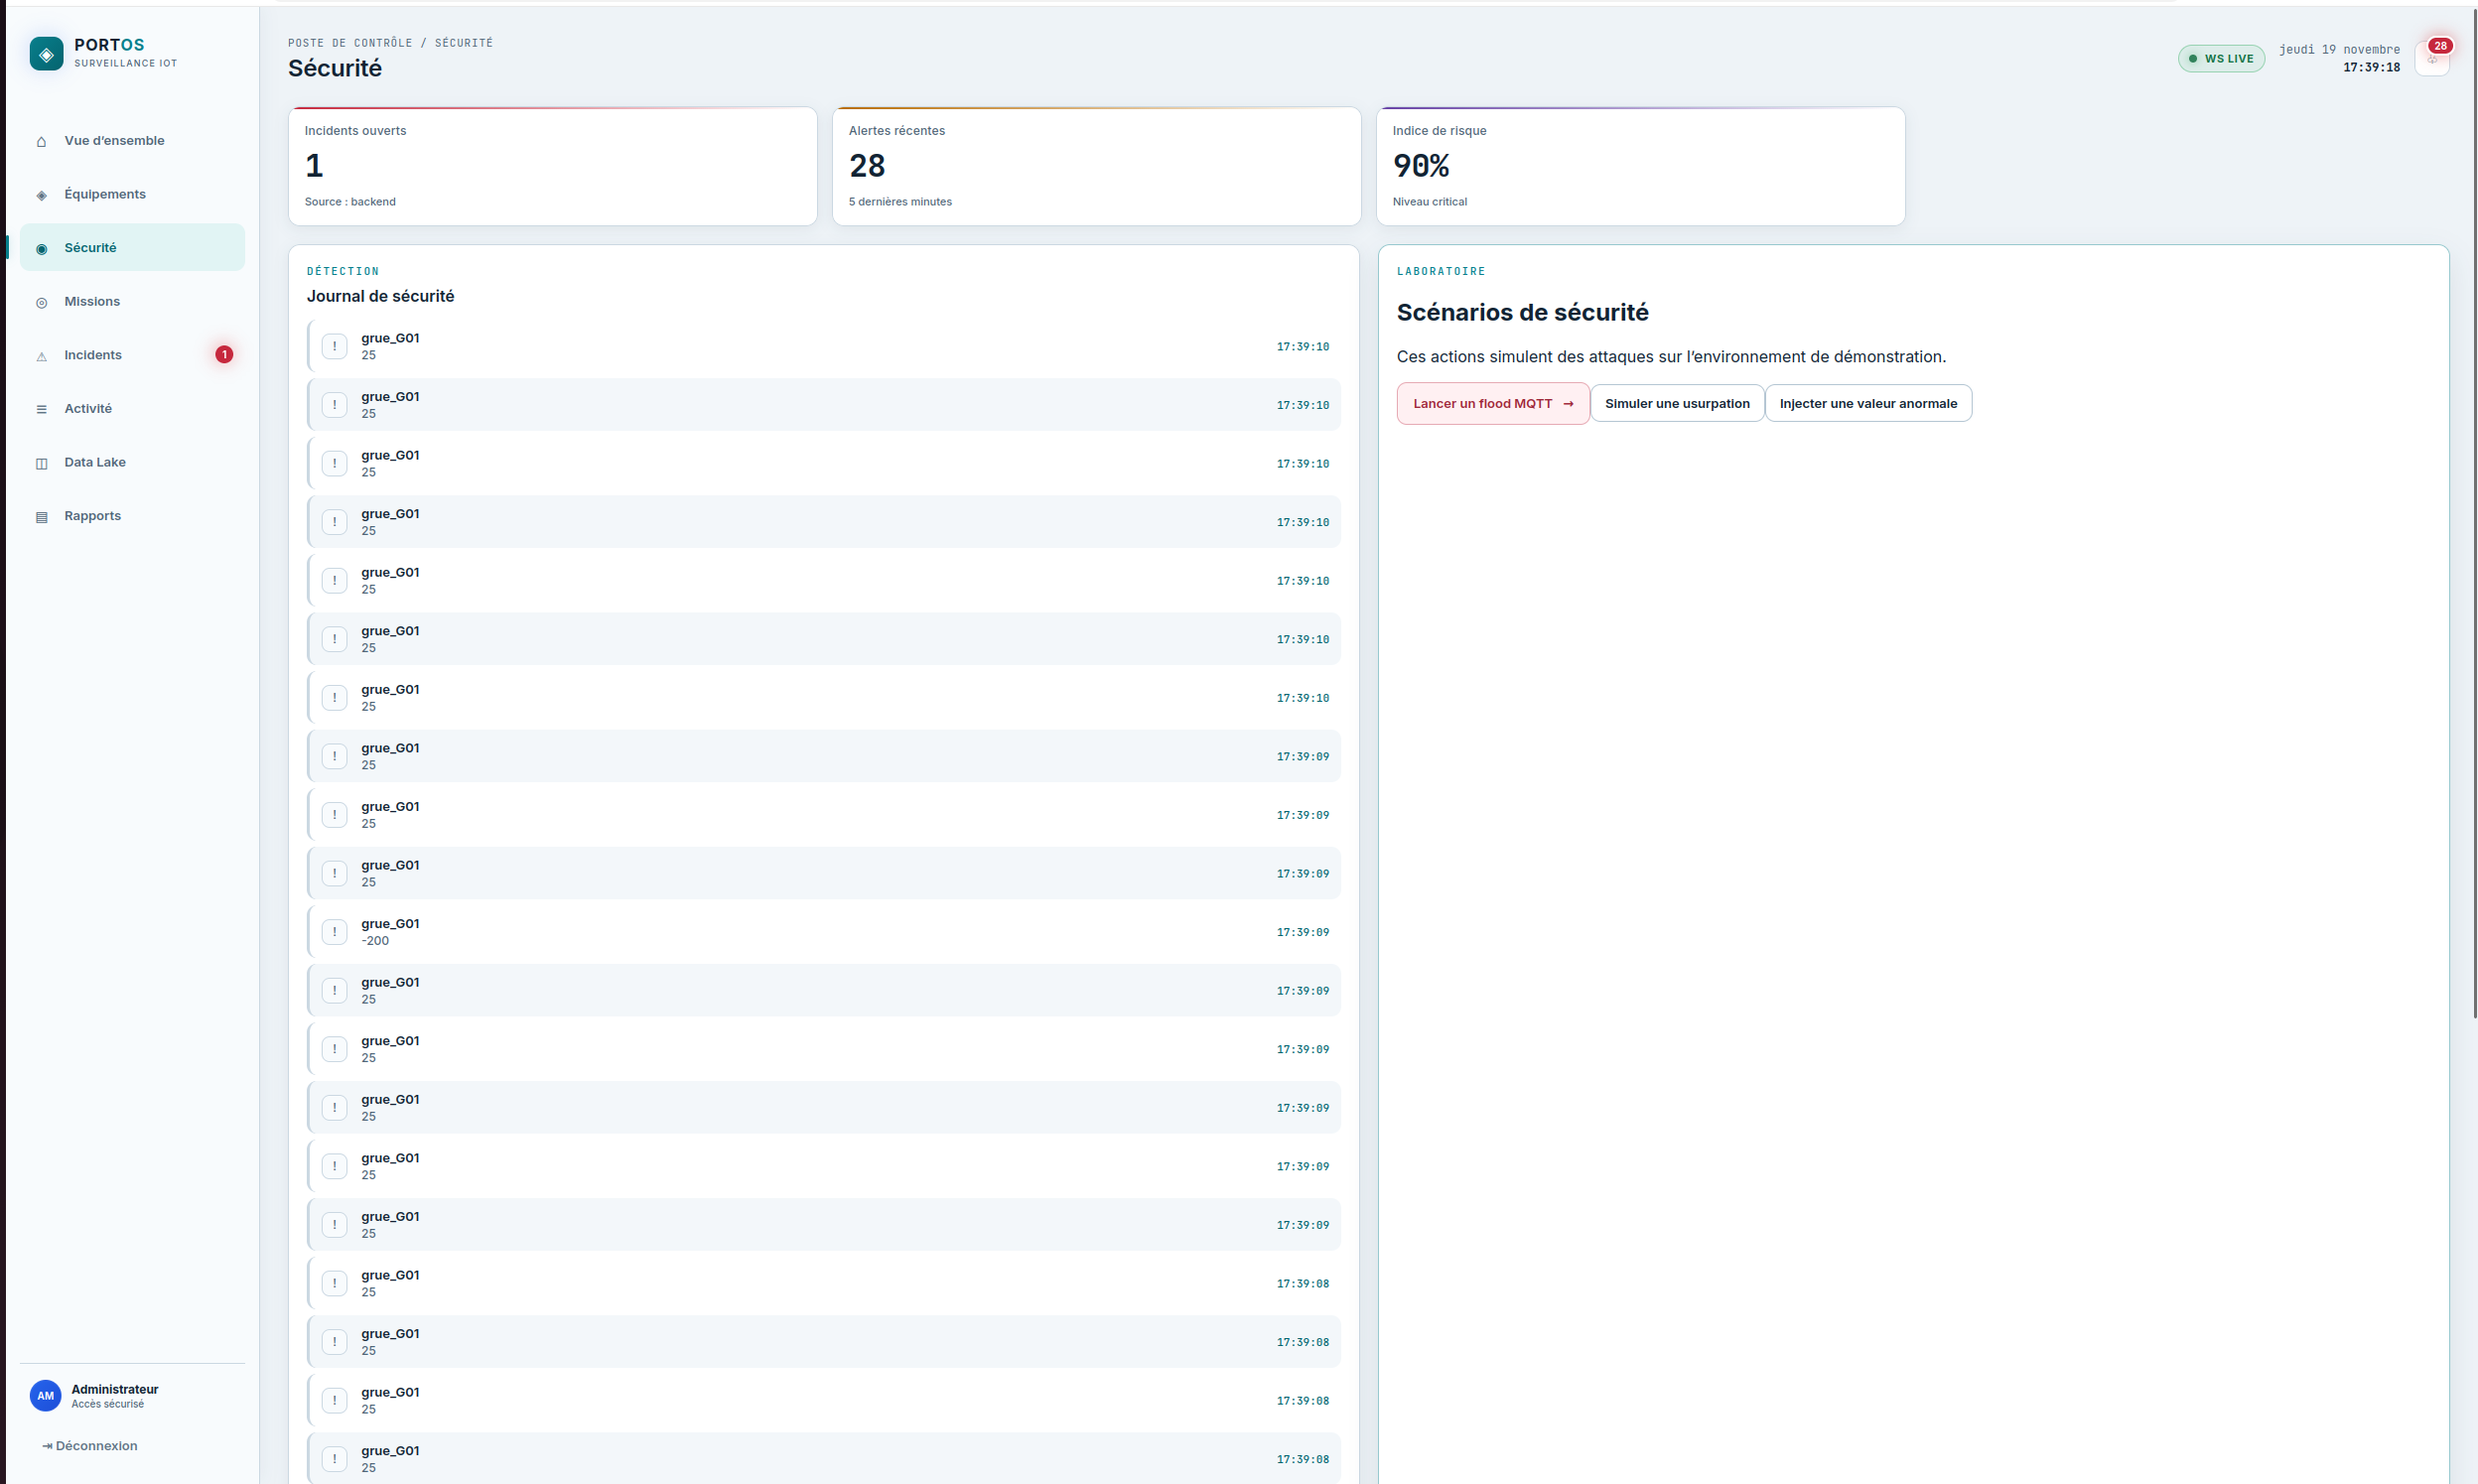 PORTOS
SURVEILLANCE IOT
Vue d'ensemble
Équipements
Sécurité
Missions
Incidents
1
Activité
Data Lake
Rapports
AM
Administrateur
Accès sécurisé
Déconnexion
POSTE DE CONTRÔLE / SÉCURITÉ
Sécurité
WS LIVE
jeudi 19 novembre
17:39:18
28
Incidents ouverts
1
Source : backend
Alertes récentes
28
5 dernières minutes
Indice de risque
90%
Niveau critical
DÉTECTION
Journal de sécurité
! grue_G01 17:39:10
25
! grue_G01 17:39:10
25
! grue_G01 17:39:10
25
! grue_G01 17:39:10
25
! grue_G01 17:39:10
25
! grue_G01 17:39:10
25
! grue_G01 17:39:10
25
! grue_G01 17:39:09
25
! grue_G01 17:39:09
25
! grue_G01 17:39:09
25
! grue_G01 17:39:09
-200
! grue_G01 17:39:09
25
! grue_G01 17:39:09
25
! grue_G01 17:39:09
25
! grue_G01 17:39:09
25
! grue_G01 17:39:09
25
! grue_G01 17:39:08
25
! grue_G01 17:39:08
25
! grue_G01 17:39:08
25
! grue_G01 17:39:08
25
LABORATOIRE
Scénarios de sécurité
Ces actions simulent des attaques sur l'environnement de démonstration.
Lancer un flood MQTT →
Simuler une usurpation
Injecter une valeur anormale